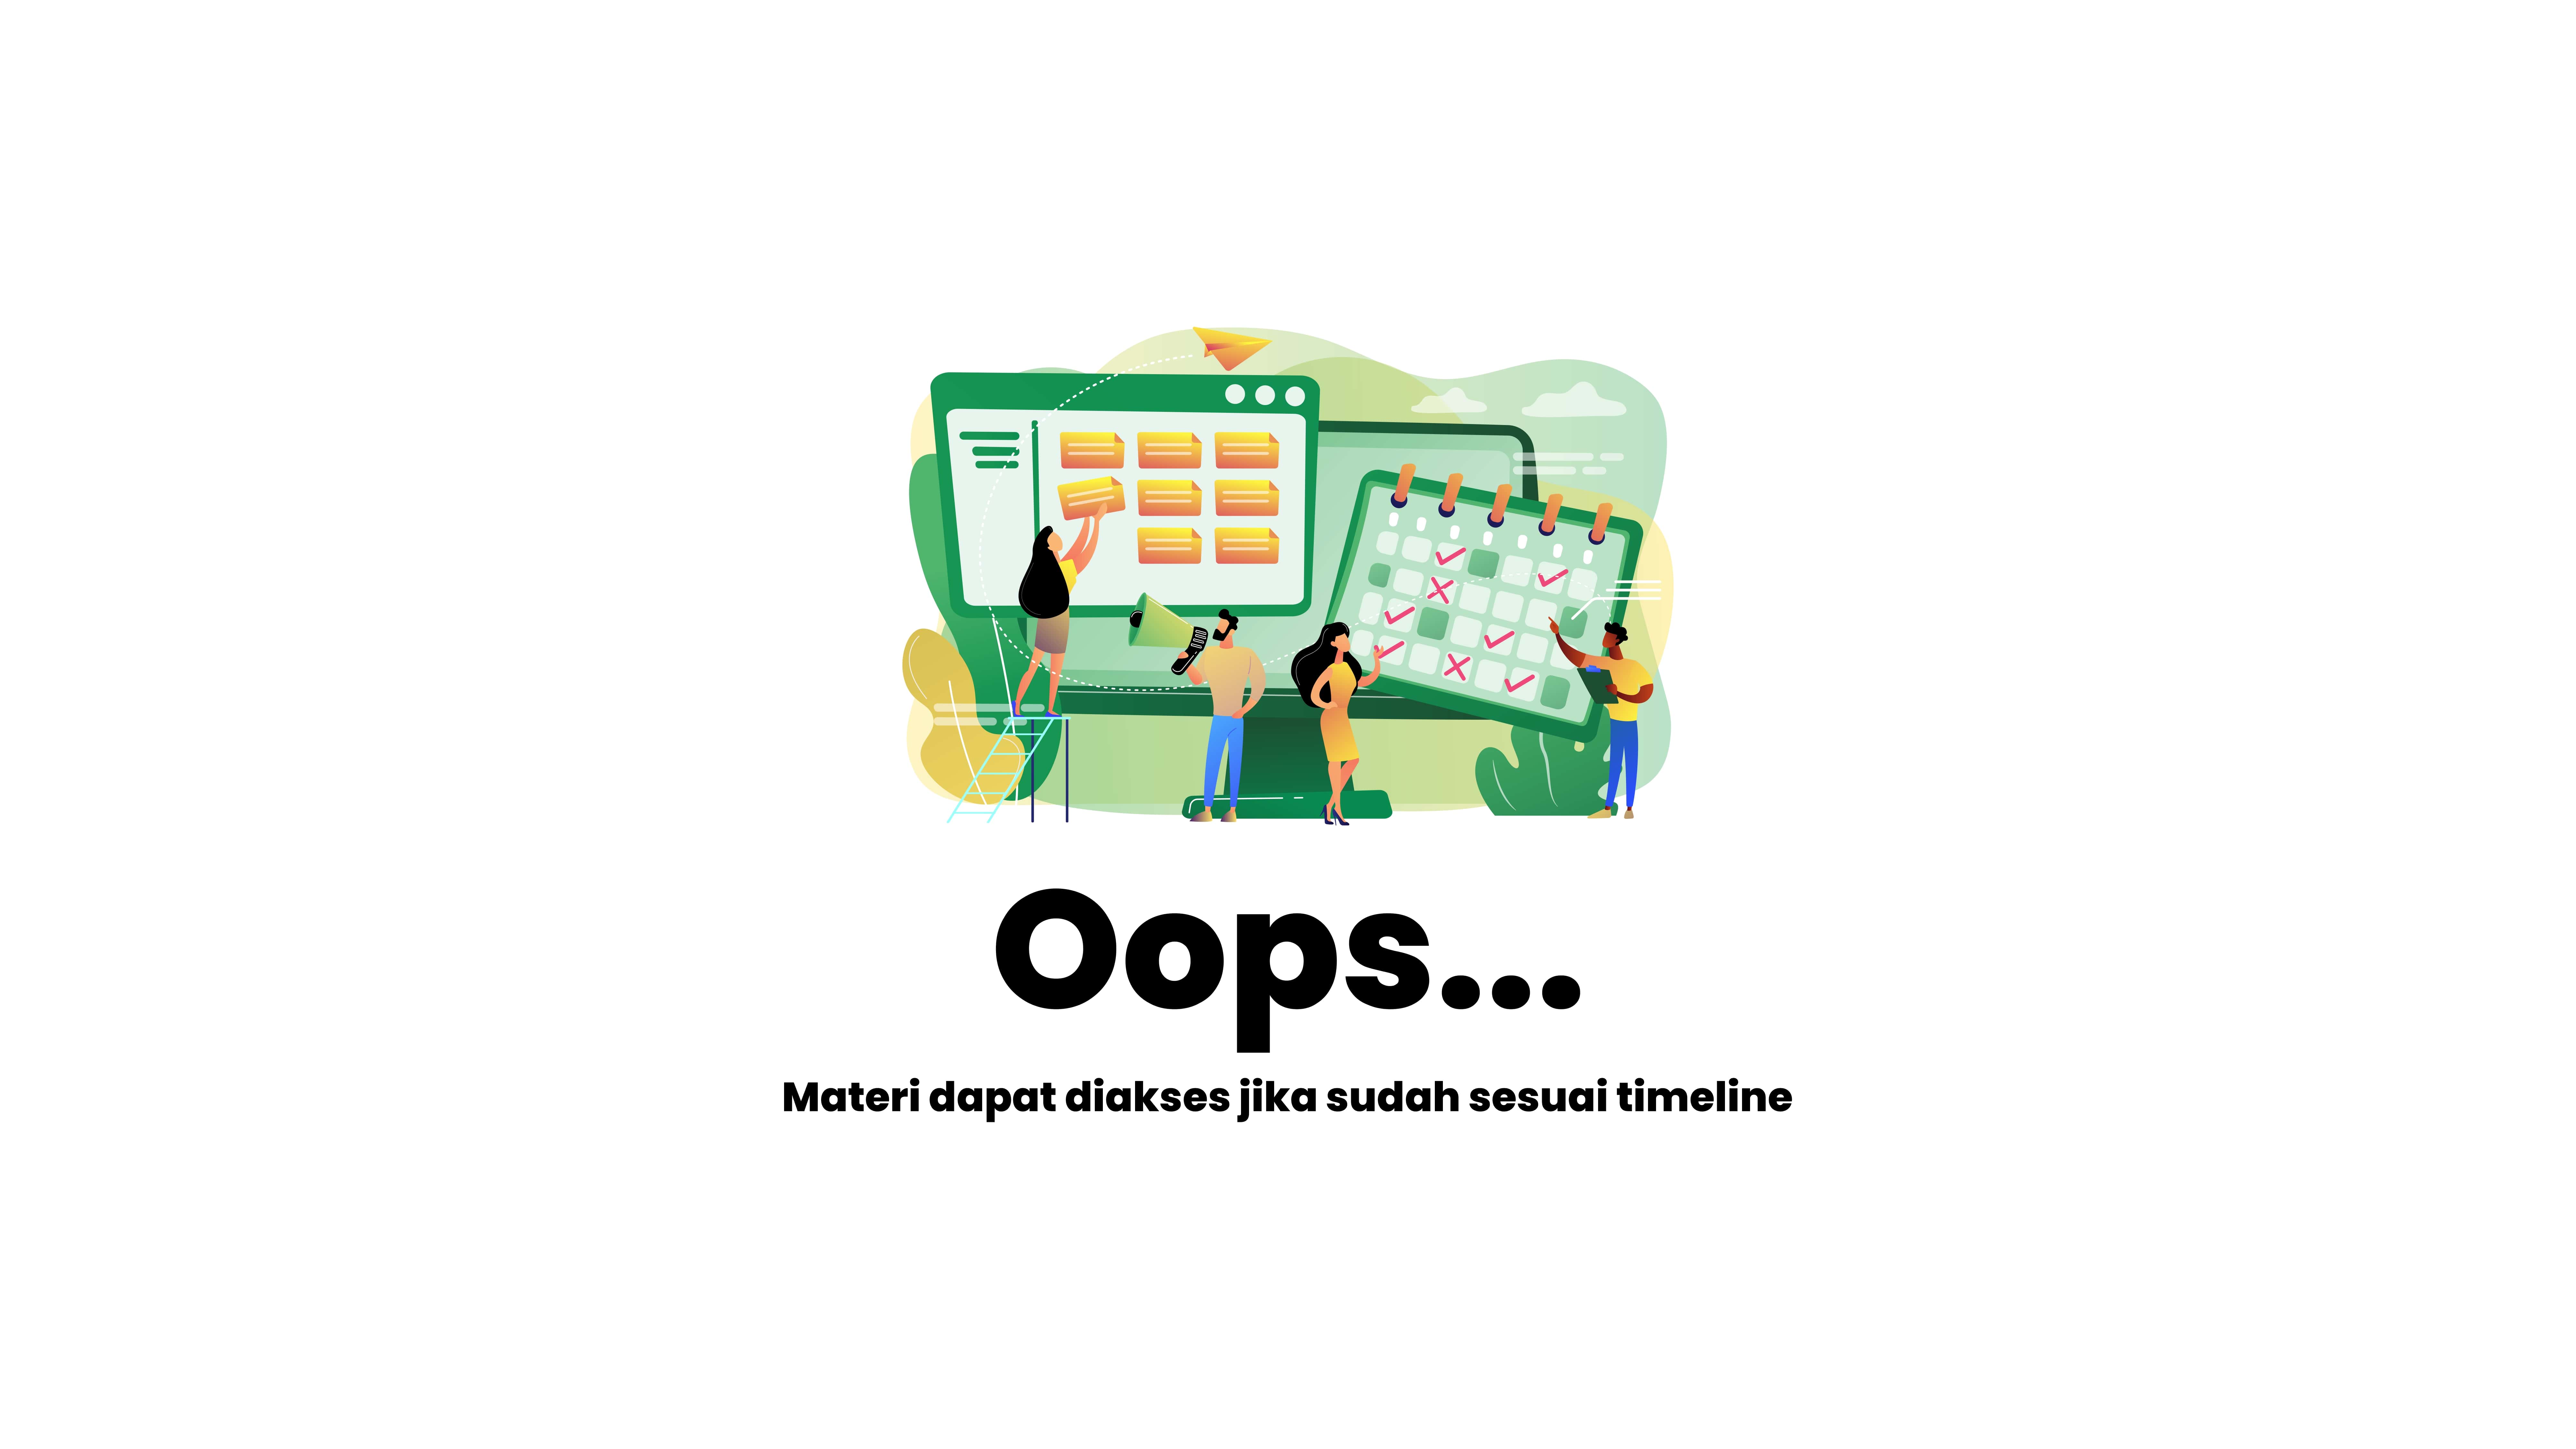 Oops...
Materi dapat diakses jika sudah sesuai timeline